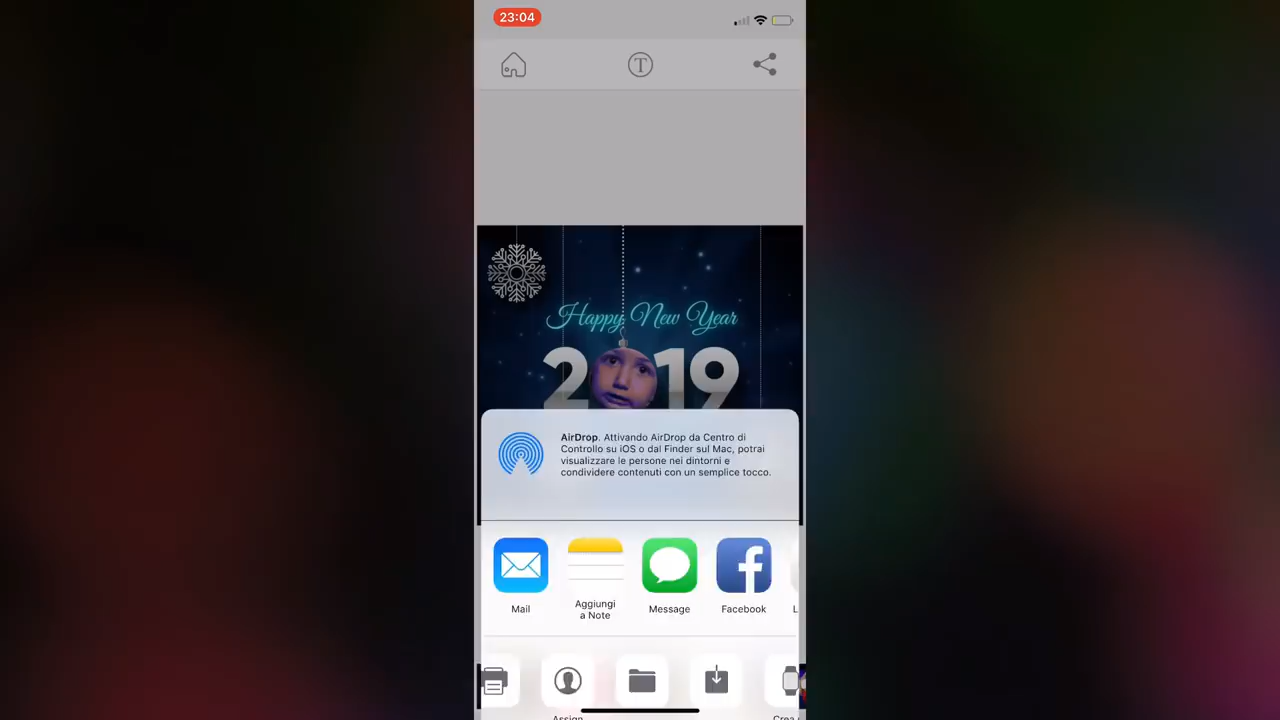 23:04
T
Happy New Year
2019
AirDrop. Attivando AirDrop da Centro di
Controllo su iOS o dal Finder sul Mac, potrai
visualizzare le persone nei dintorni e
condividere contenuti con un semplice tocco.
Mail
Aggiungi
a Note
Message
Facebook
L
Assign
Crea